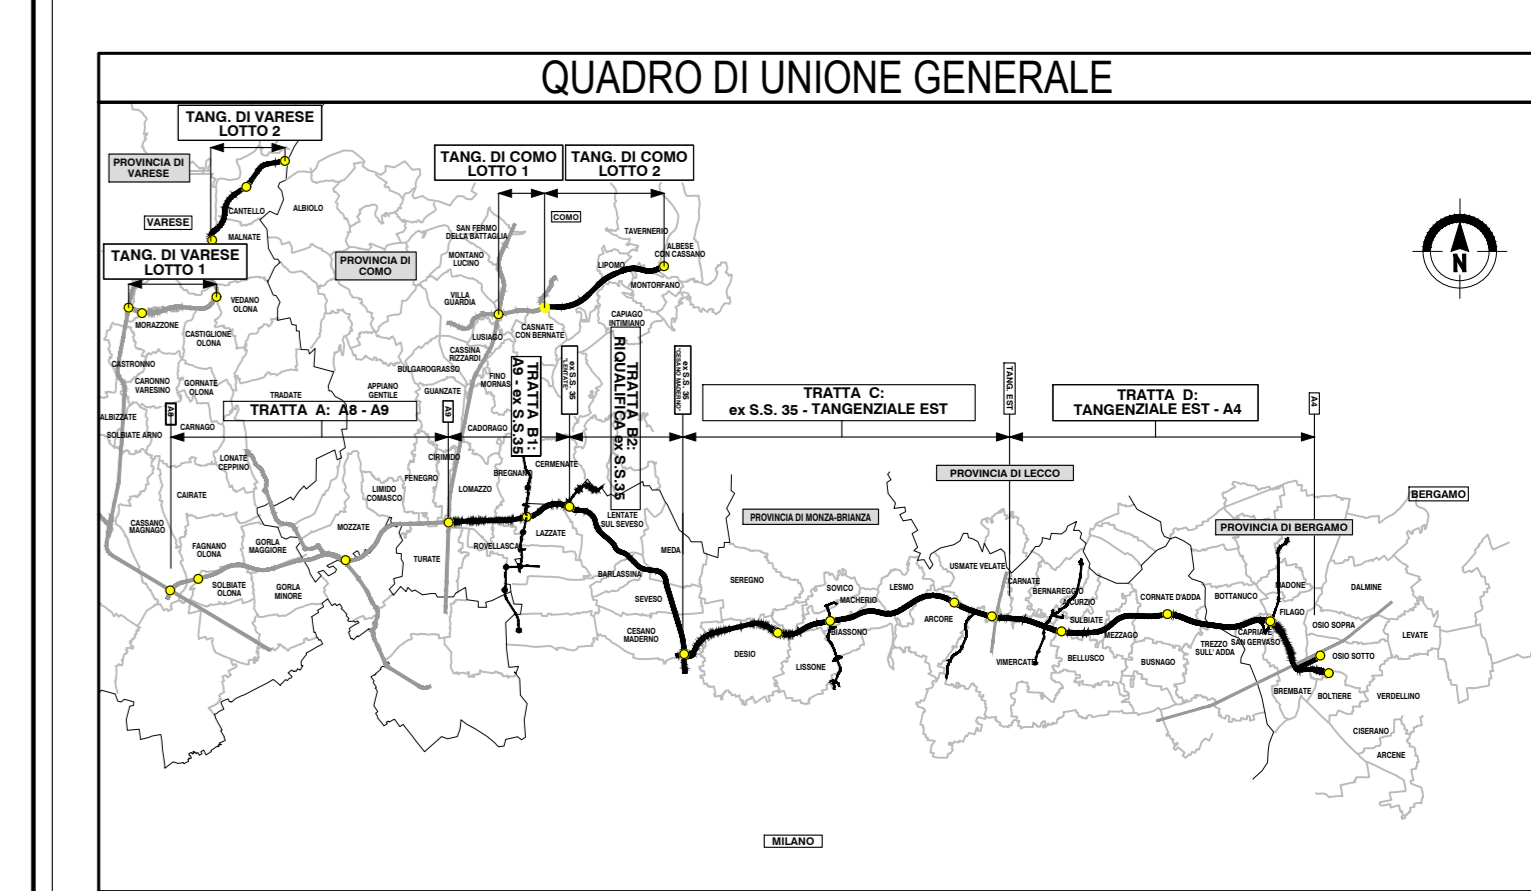 QUADRO DI UNIONE GENERALE
TANG. DI VARESE
LOTTO 2
PROVINCIA DI
VARESE
CANTELLO
ALBIOLO
VARESE
MALNATE
TANG. DI VARESE
LOTTO 1
PROVINCIA DI
COMO
TANG. DI COMO
LOTTO 1
TANG. DI COMO
LOTTO 2
COMO
SAN FERMO
DELLA BATTAGLIA
TAVERNERIO
ALBESE
CON CASSANO
MONTANO
LUCINO
LIPOMO
MONTORFANO
VILLA
GUARDIA
VEDANO
OLONA
MORAZZONE
CASTIGLIONE
OLONA
LUSIAGO
CASNATE
CON BERNATE
CAPIAGO
INTIMIANO
N
CASTRONNO
CASSINA
RIZZARDI
BULGAROGRASSO
FINO
MORNAS
CARONNO
VARESINO
GORNATE
OLONA
TRADATE
APPIANO
GENTILE
GUANZATE
TRATTA B1:
A9 - ex S.S.35
ex S.S. 35
"LENTATE"
TRATTA B2:
RIQUALIFICA ex S.S.35
ex S.S. 35
"CESANO MADERNO"
TRATTA C:
ex S.S. 35 - TANGENZIALE EST
TANG. EST
TRATTA D:
TANGENZIALE EST - A4
A4
ALBIZZATE
A8
TRATTA A: A8 - A9
A9
SOLBIATE ARNO
CARNAGO
CADORAGO
CIRIMIDO
LONATE
CEPPINO
FENEGRO
BREGNANO
CERMENATE
PROVINCIA DI LECCO
CAIRATE
LIMIDO
COMASCO
LOMAZZO
BERGAMO
CASSANO
MAGNAGO
MOZZATE
LENTATE
SUL SEVESO
PROVINCIA DI MONZA-BRIANZA
PROVINCIA DI BERGAMO
FAGNANO
OLONA
GORLA
MAGGIORE
TURATE
ROVELLASCA
LAZZATE
MEDA
SOLBIATE
OLONA
GORLA
MINORE
BARLASSINA
SEREGNO
SOVICO
LESMO
USMATE VELATE
CARNATE
BERNAREGGIO
CORNATE D'ADDA
BOTTANUCO
MADONE
DALMINE
SEVESO
MACHERIO
FILAGO
CESANO
MADERNO
BIASSONO
ARCORE
SULBIATE
MEZZAGO
CAPRIATE
SAN GERVASO
OSIO SOPRA
LEVATE
DESIO
LISSONE
VIMERCATE
BELLUSCO
BUSNAGO
TREZZO
SULL' ADDA
OSIO SOTTO
BREMBATE
BOLTIERE
VERDELLINO
CISERANO
ARCENE
MILANO